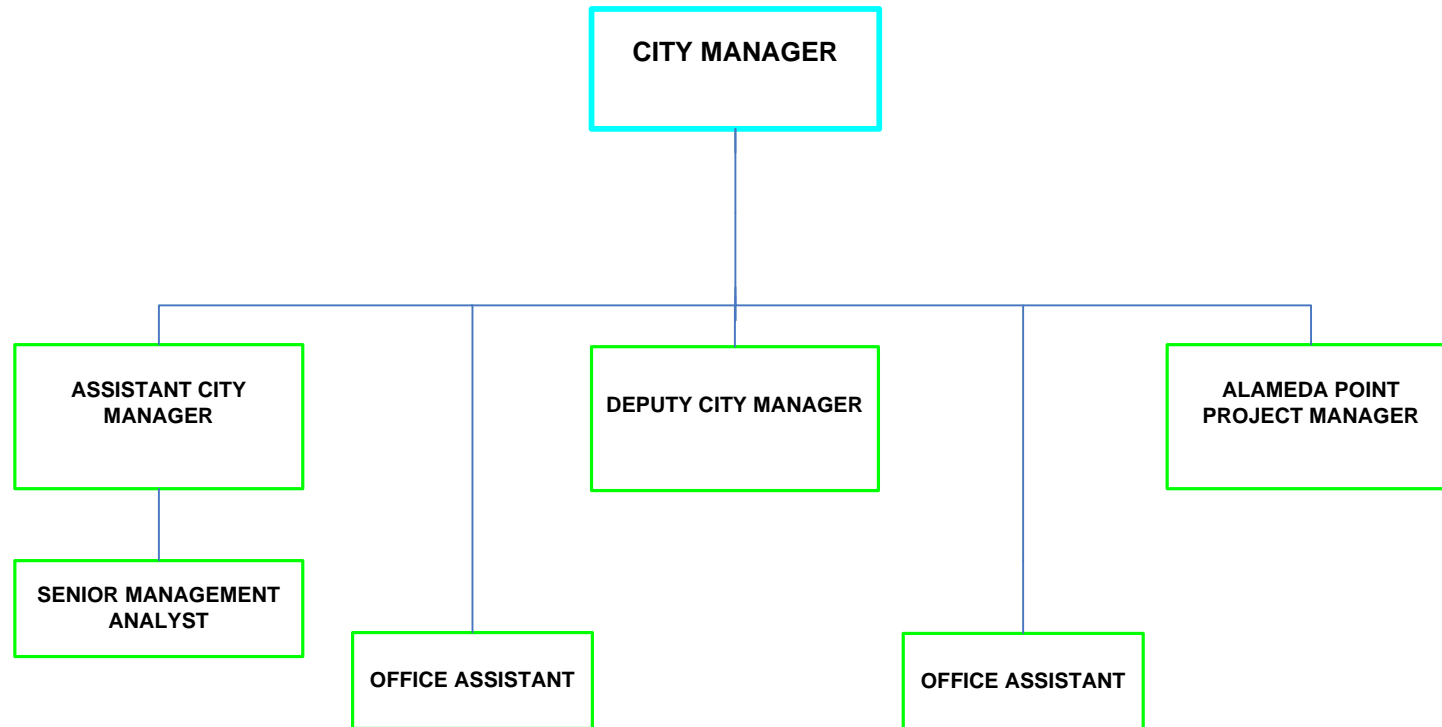 CITY MANAGER
ASSISTANT CITY
MANAGER
DEPUTY CITY MANAGER
ALAMEDA POINT
PROJECT MANAGER
SENIOR MANAGEMENT
ANALYST
OFFICE ASSISTANT
OFFICE ASSISTANT